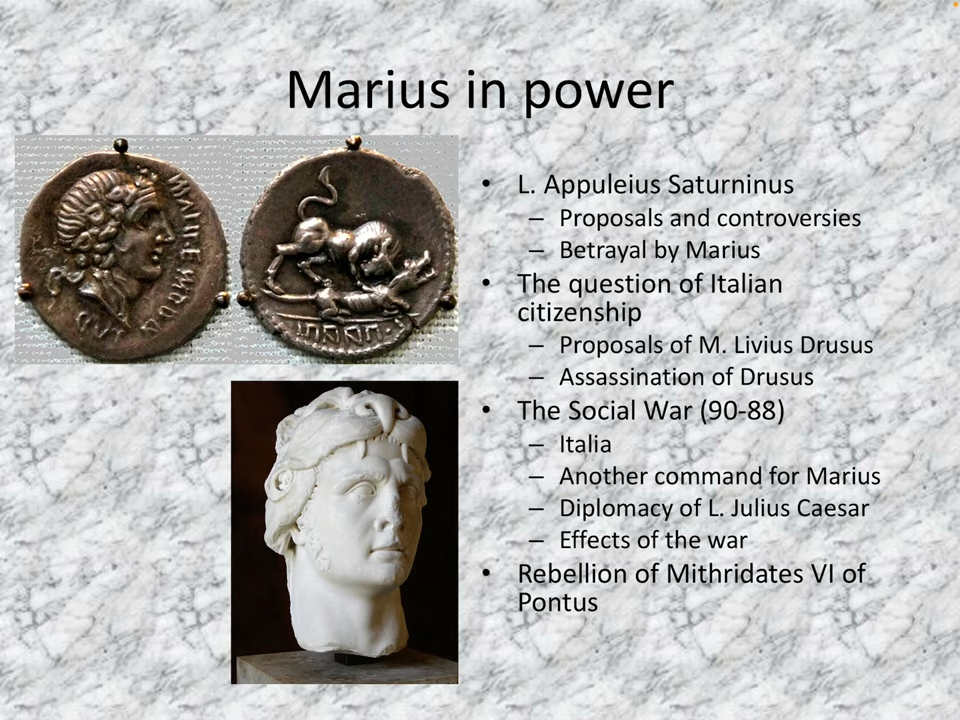 Marius in power
• L. Appuleius Saturninus
– Proposals and controversies
– Betrayal by Marius
• The question of Italian
citizenship
– Proposals of M. Livius Drusus
– Assassination of Drusus
• The Social War (90-88)
– Italia
– Another command for Marius
– Diplomacy of L. Julius Caesar
– Effects of the war
• Rebellion of Mithridates VI of
Pontus